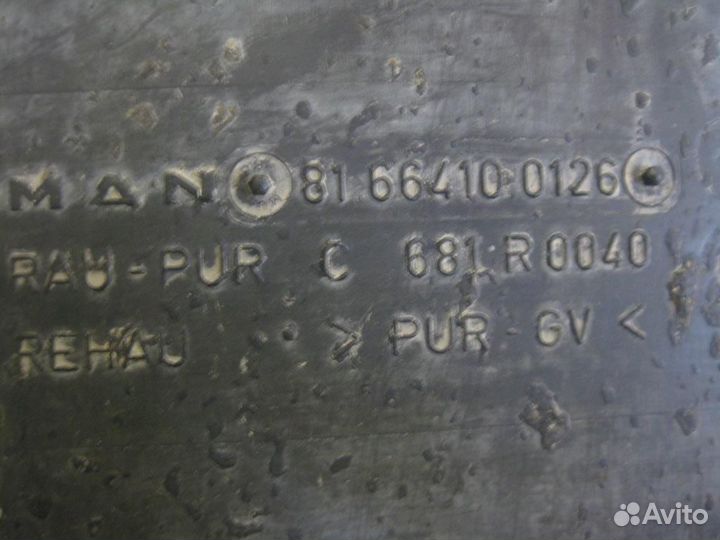 MAN 81 66410 0126
RAU-PUR C 681 R0040
REHAU > PUR-GV <
Avito